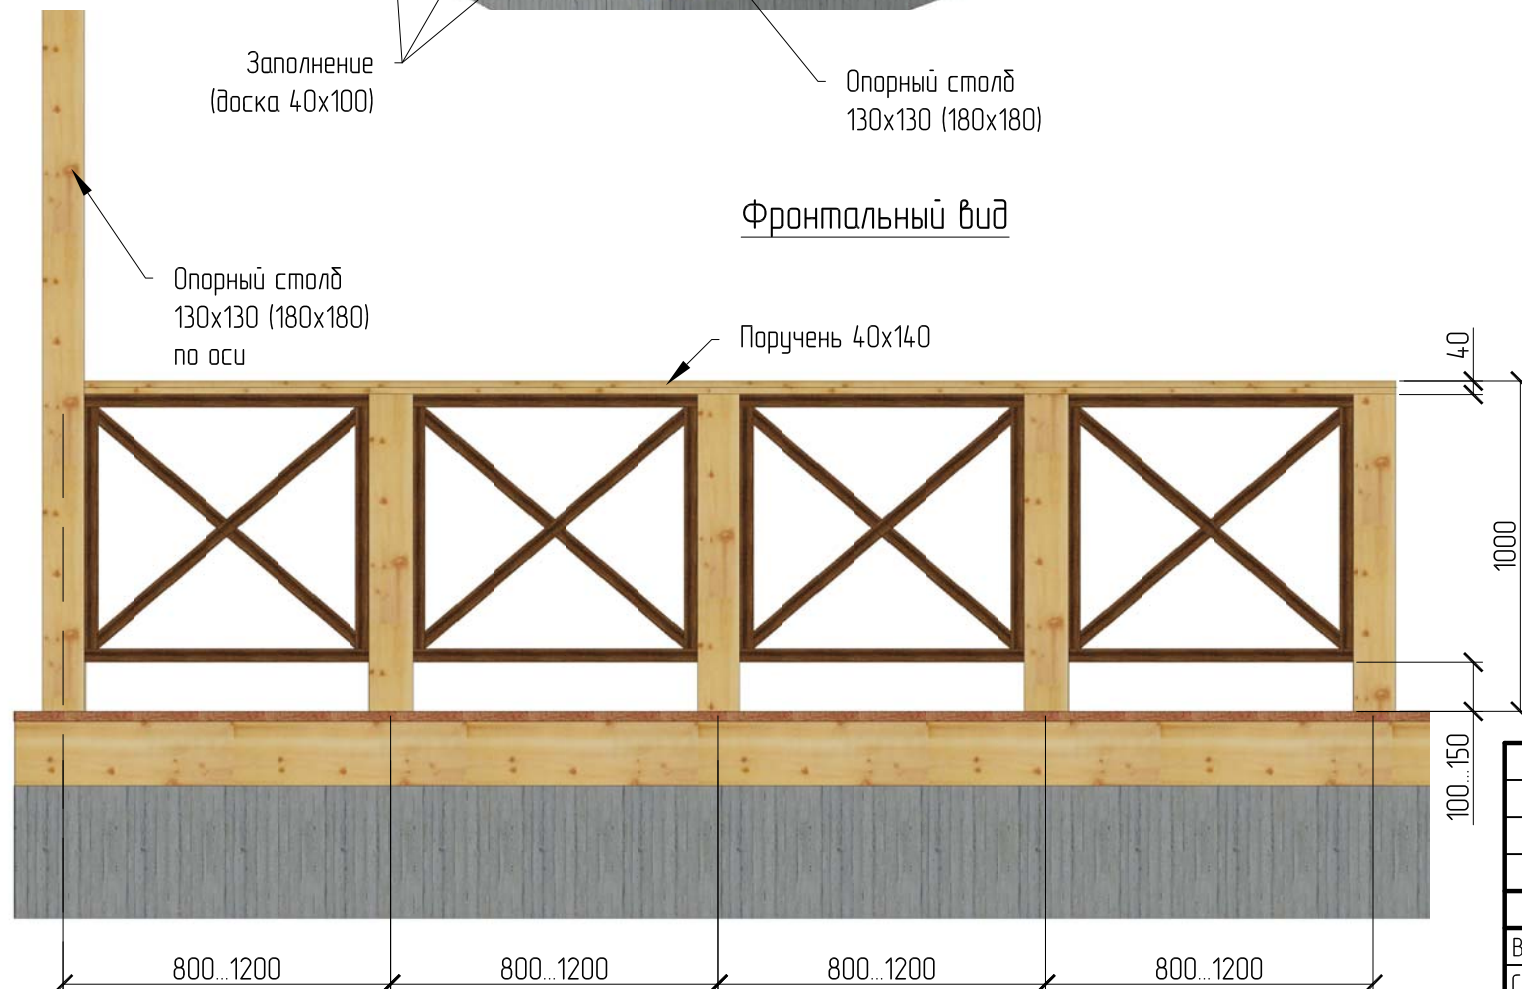 Заполнение
(доска 40х100)
Опорный столб
130х130 (180х180)
Фронтальный вид
Опорный столб
130х130 (180х180)
по оси
Поручень 40х140
40
1000
100...150
800...1200
800...1200
800...1200
800...1200